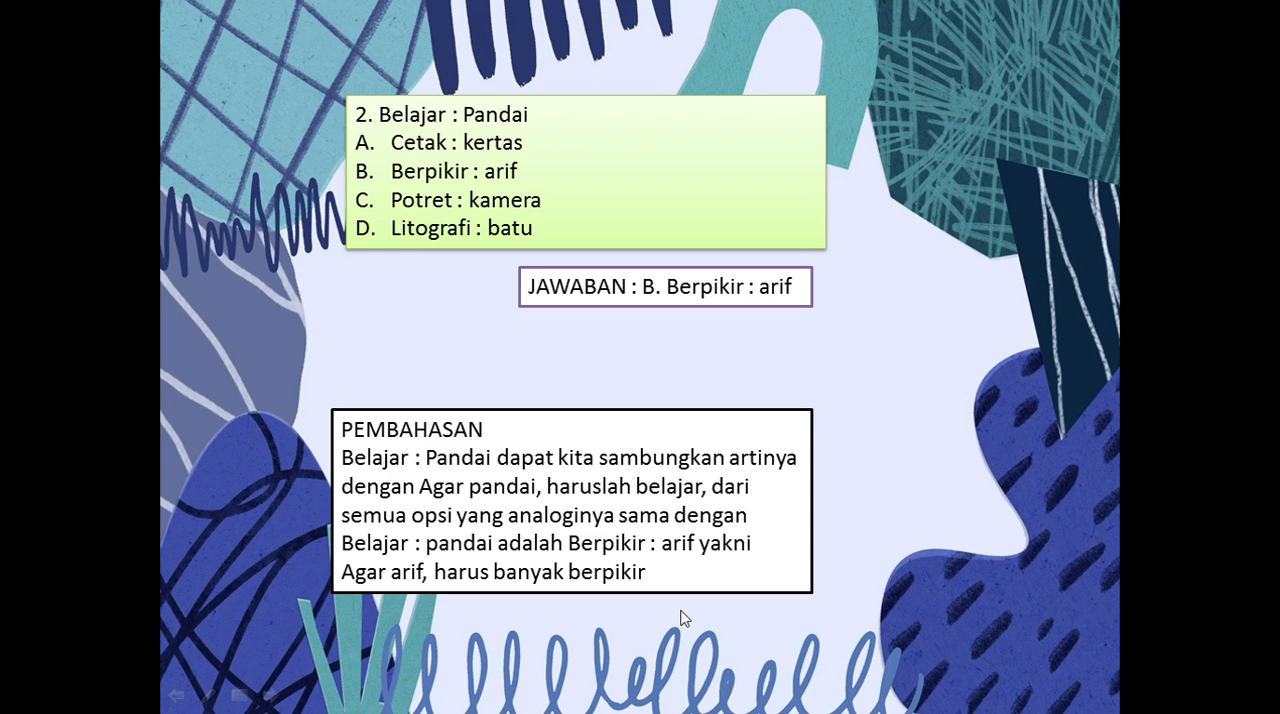 2. Belajar : Pandai
A. Cetak : kertas
B. Berpikir : arif
C. Potret : kamera
D. Litografi : batu
JAWABAN : B. Berpikir : arif
PEMBAHASAN
Belajar : Pandai dapat kita sambungkan artinya
dengan Agar pandai, haruslah belajar, dari
semua opsi yang analoginya sama dengan
Belajar : pandai adalah Berpikir : arif yakni
Agar arif, harus banyak berpikir